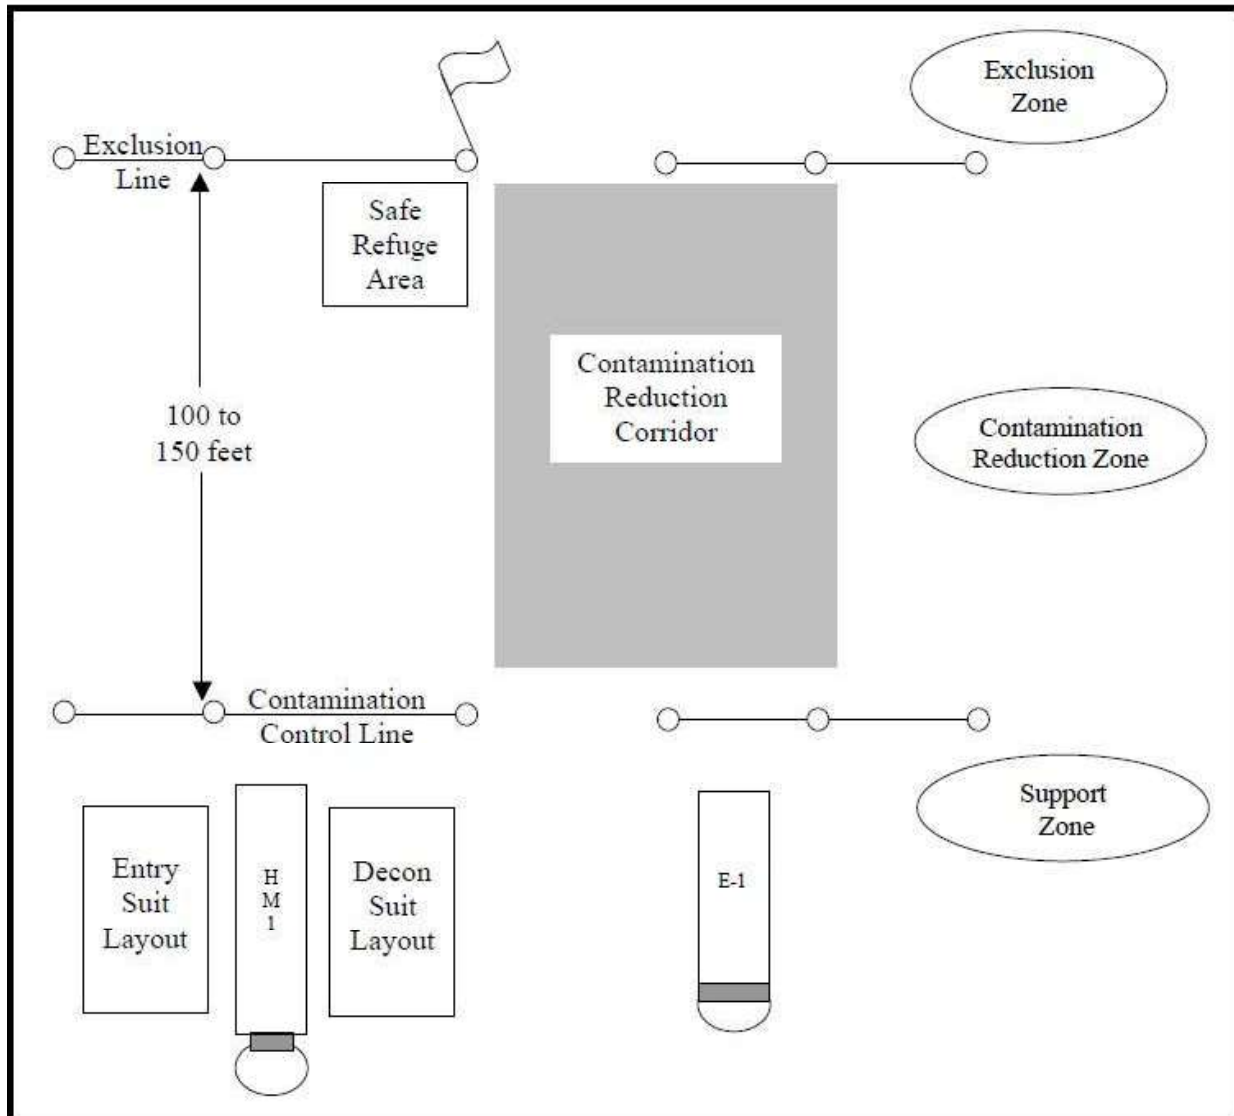 Exclusion
Zone
Exclusion
Line
Safe
Refuge
Area
Contamination
Reduction
Corridor
100 to
150 feet
Contamination
Reduction Zone
Contamination
Control Line
Support
Zone
Entry
Suit
Layout
H
M
1
Decon
Suit
Layout
E-1